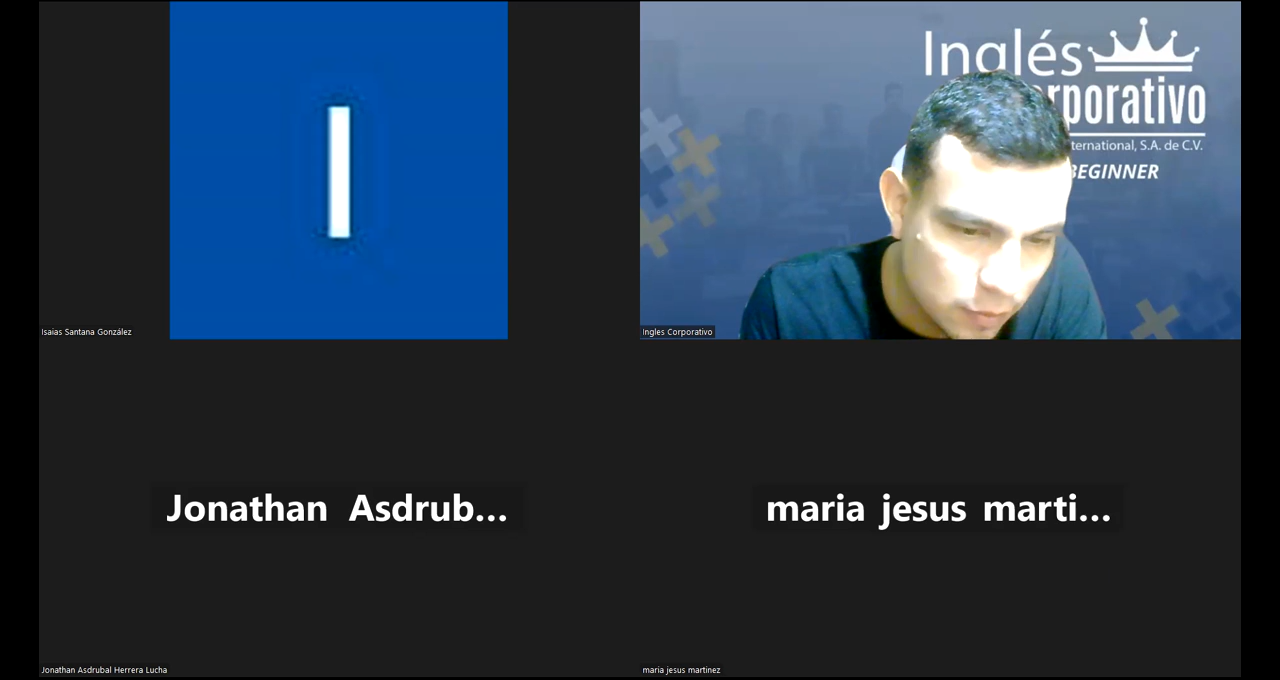 I
Isaias Santana González
Inglés
rporativo
ternational, S.A. de C.V.
BEGINNER
Ingles Corporativo
Jonathan Asdrub...
Jonathan Asdrubal Herrera Lucha
maria jesus marti...
maria jesus martinez